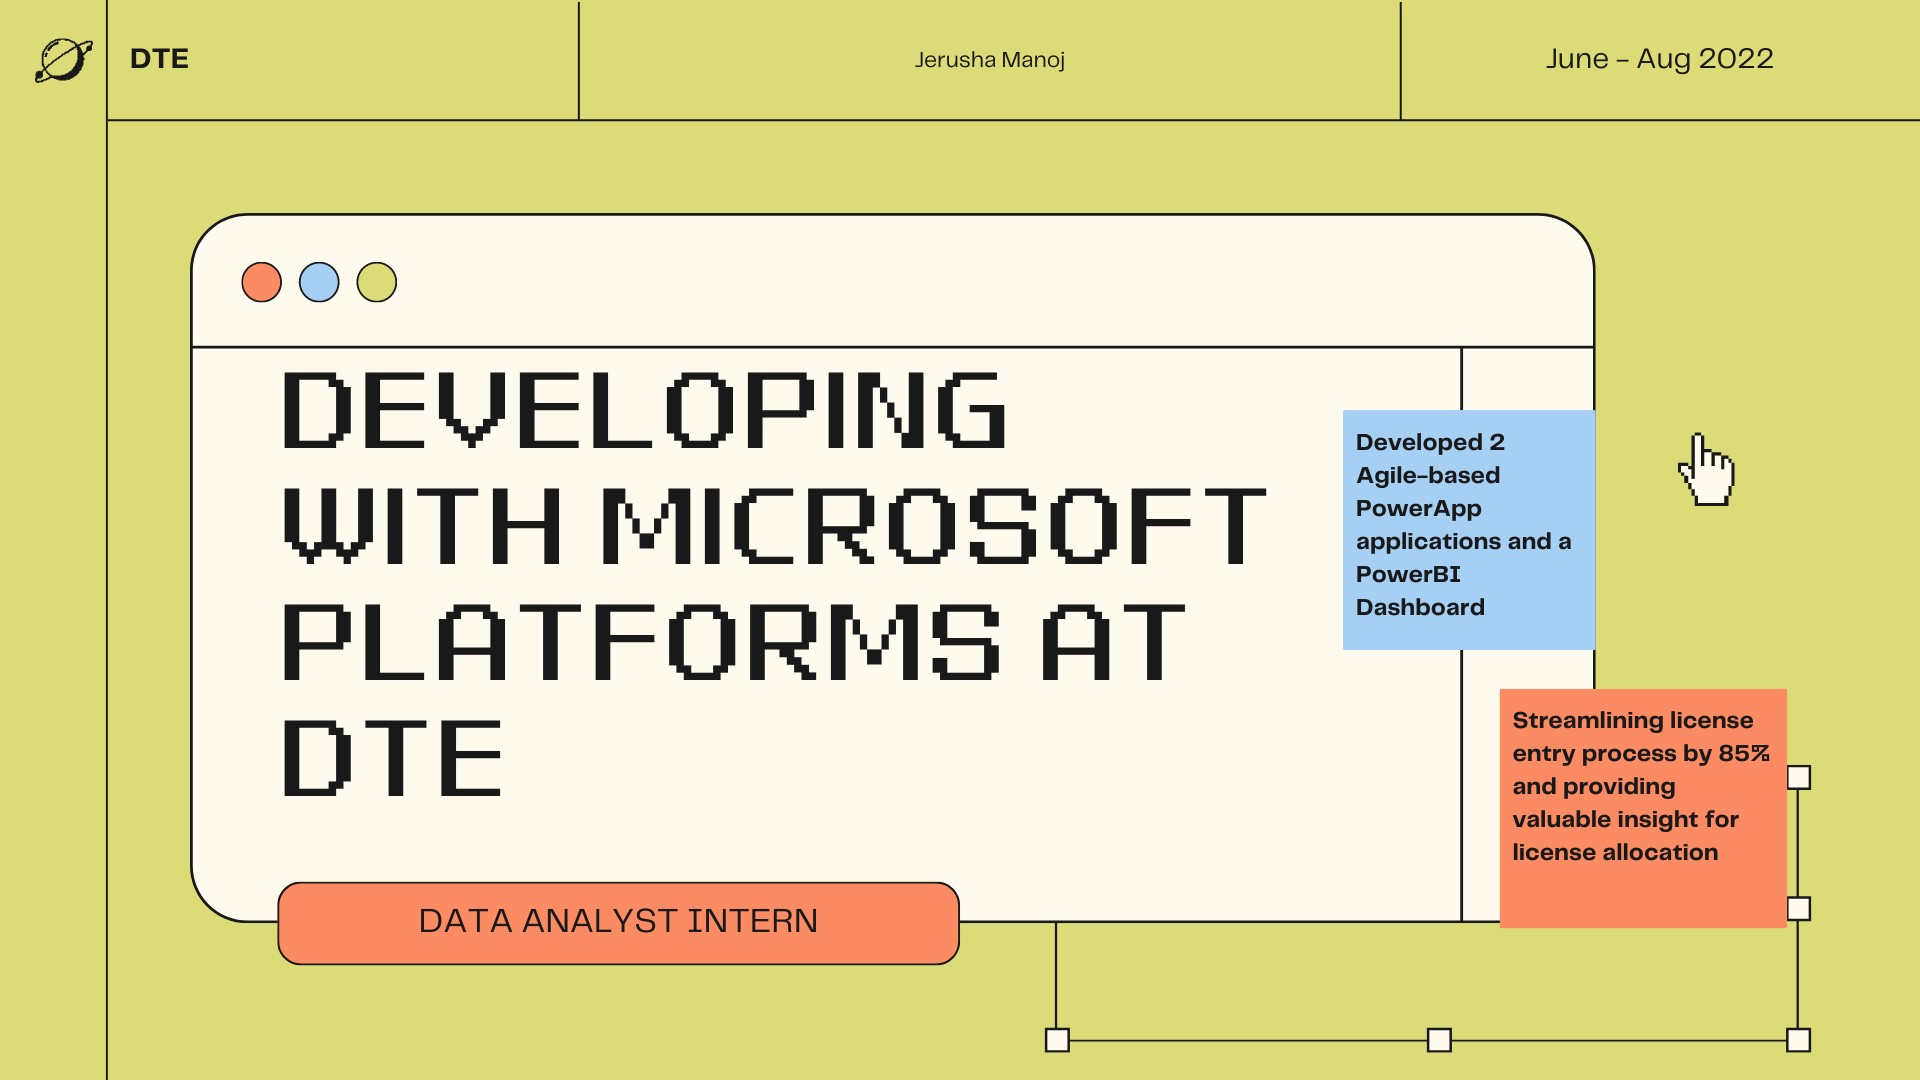 DTE
Jerusha Manoj
June – Aug 2022
DEVELOPING
WITH MICROSOFT
PLATFORMS AT
DTE
Developed 2
Agile-based
PowerApp
applications and a
PowerBI
Dashboard
Streamlining license
entry process by 85%
and providing
valuable insight for
license allocation
DATA ANALYST INTERN